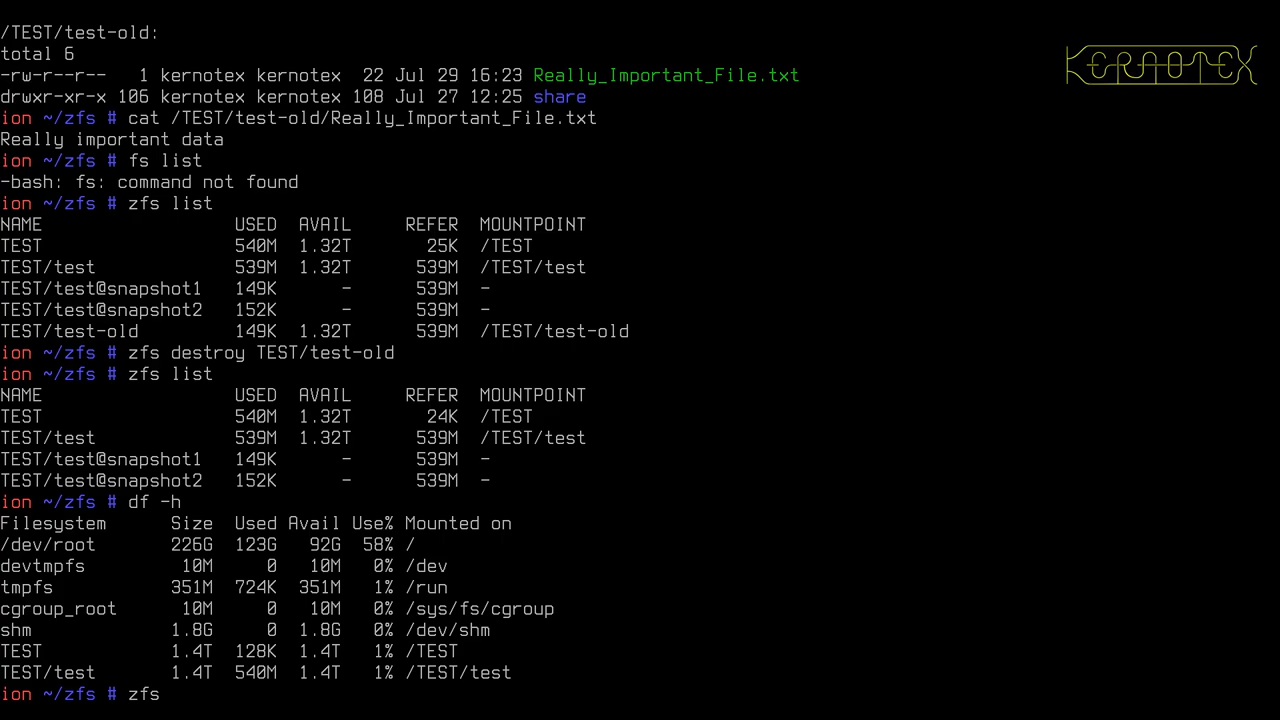 /TEST/test-old:
total 6
-rw-r--r--   1 kernotex kernotex  22 Jul 29 16:23 Really_Important_File.txt
drwxr-xr-x 106 kernotex kernotex 108 Jul 27 12:25 share
ion ~/zfs # cat /TEST/test-old/Really_Important_File.txt
Really important data
ion ~/zfs # fs list
-bash: fs: command not found
ion ~/zfs # zfs list
NAME                  USED  AVAIL     REFER  MOUNTPOINT
TEST                  540M  1.32T       25K  /TEST
TEST/test             539M  1.32T      539M  /TEST/test
TEST/test@snapshot1   149K      -      539M  -
TEST/test@snapshot2   152K      -      539M  -
TEST/test-old         149K  1.32T      539M  /TEST/test-old
ion ~/zfs # zfs destroy TEST/test-old
ion ~/zfs # zfs list
NAME                  USED  AVAIL     REFER  MOUNTPOINT
TEST                  540M  1.32T       24K  /TEST
TEST/test             539M  1.32T      539M  /TEST/test
TEST/test@snapshot1   149K      -      539M  -
TEST/test@snapshot2   152K      -      539M  -
ion ~/zfs # df -h
Filesystem      Size  Used Avail Use% Mounted on
/dev/root       226G  123G   92G  58% /
devtmpfs         10M     0   10M   0% /dev
tmpfs           351M  724K  351M   1% /run
cgroup_root      10M     0   10M   0% /sys/fs/cgroup
shm             1.8G     0  1.8G   0% /dev/shm
TEST            1.4T  128K  1.4T   1% /TEST
TEST/test       1.4T  540M  1.4T   1% /TEST/test
ion ~/zfs # zfs
KERNOTEX